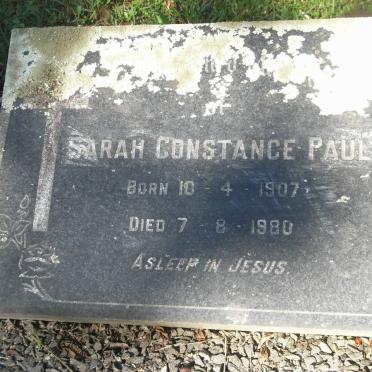 SARAH CONSTANCE PAUL
BORN 10 - 4 - 1907
DIED 7 - 8 - 1980
ASLEEP IN JESUS.